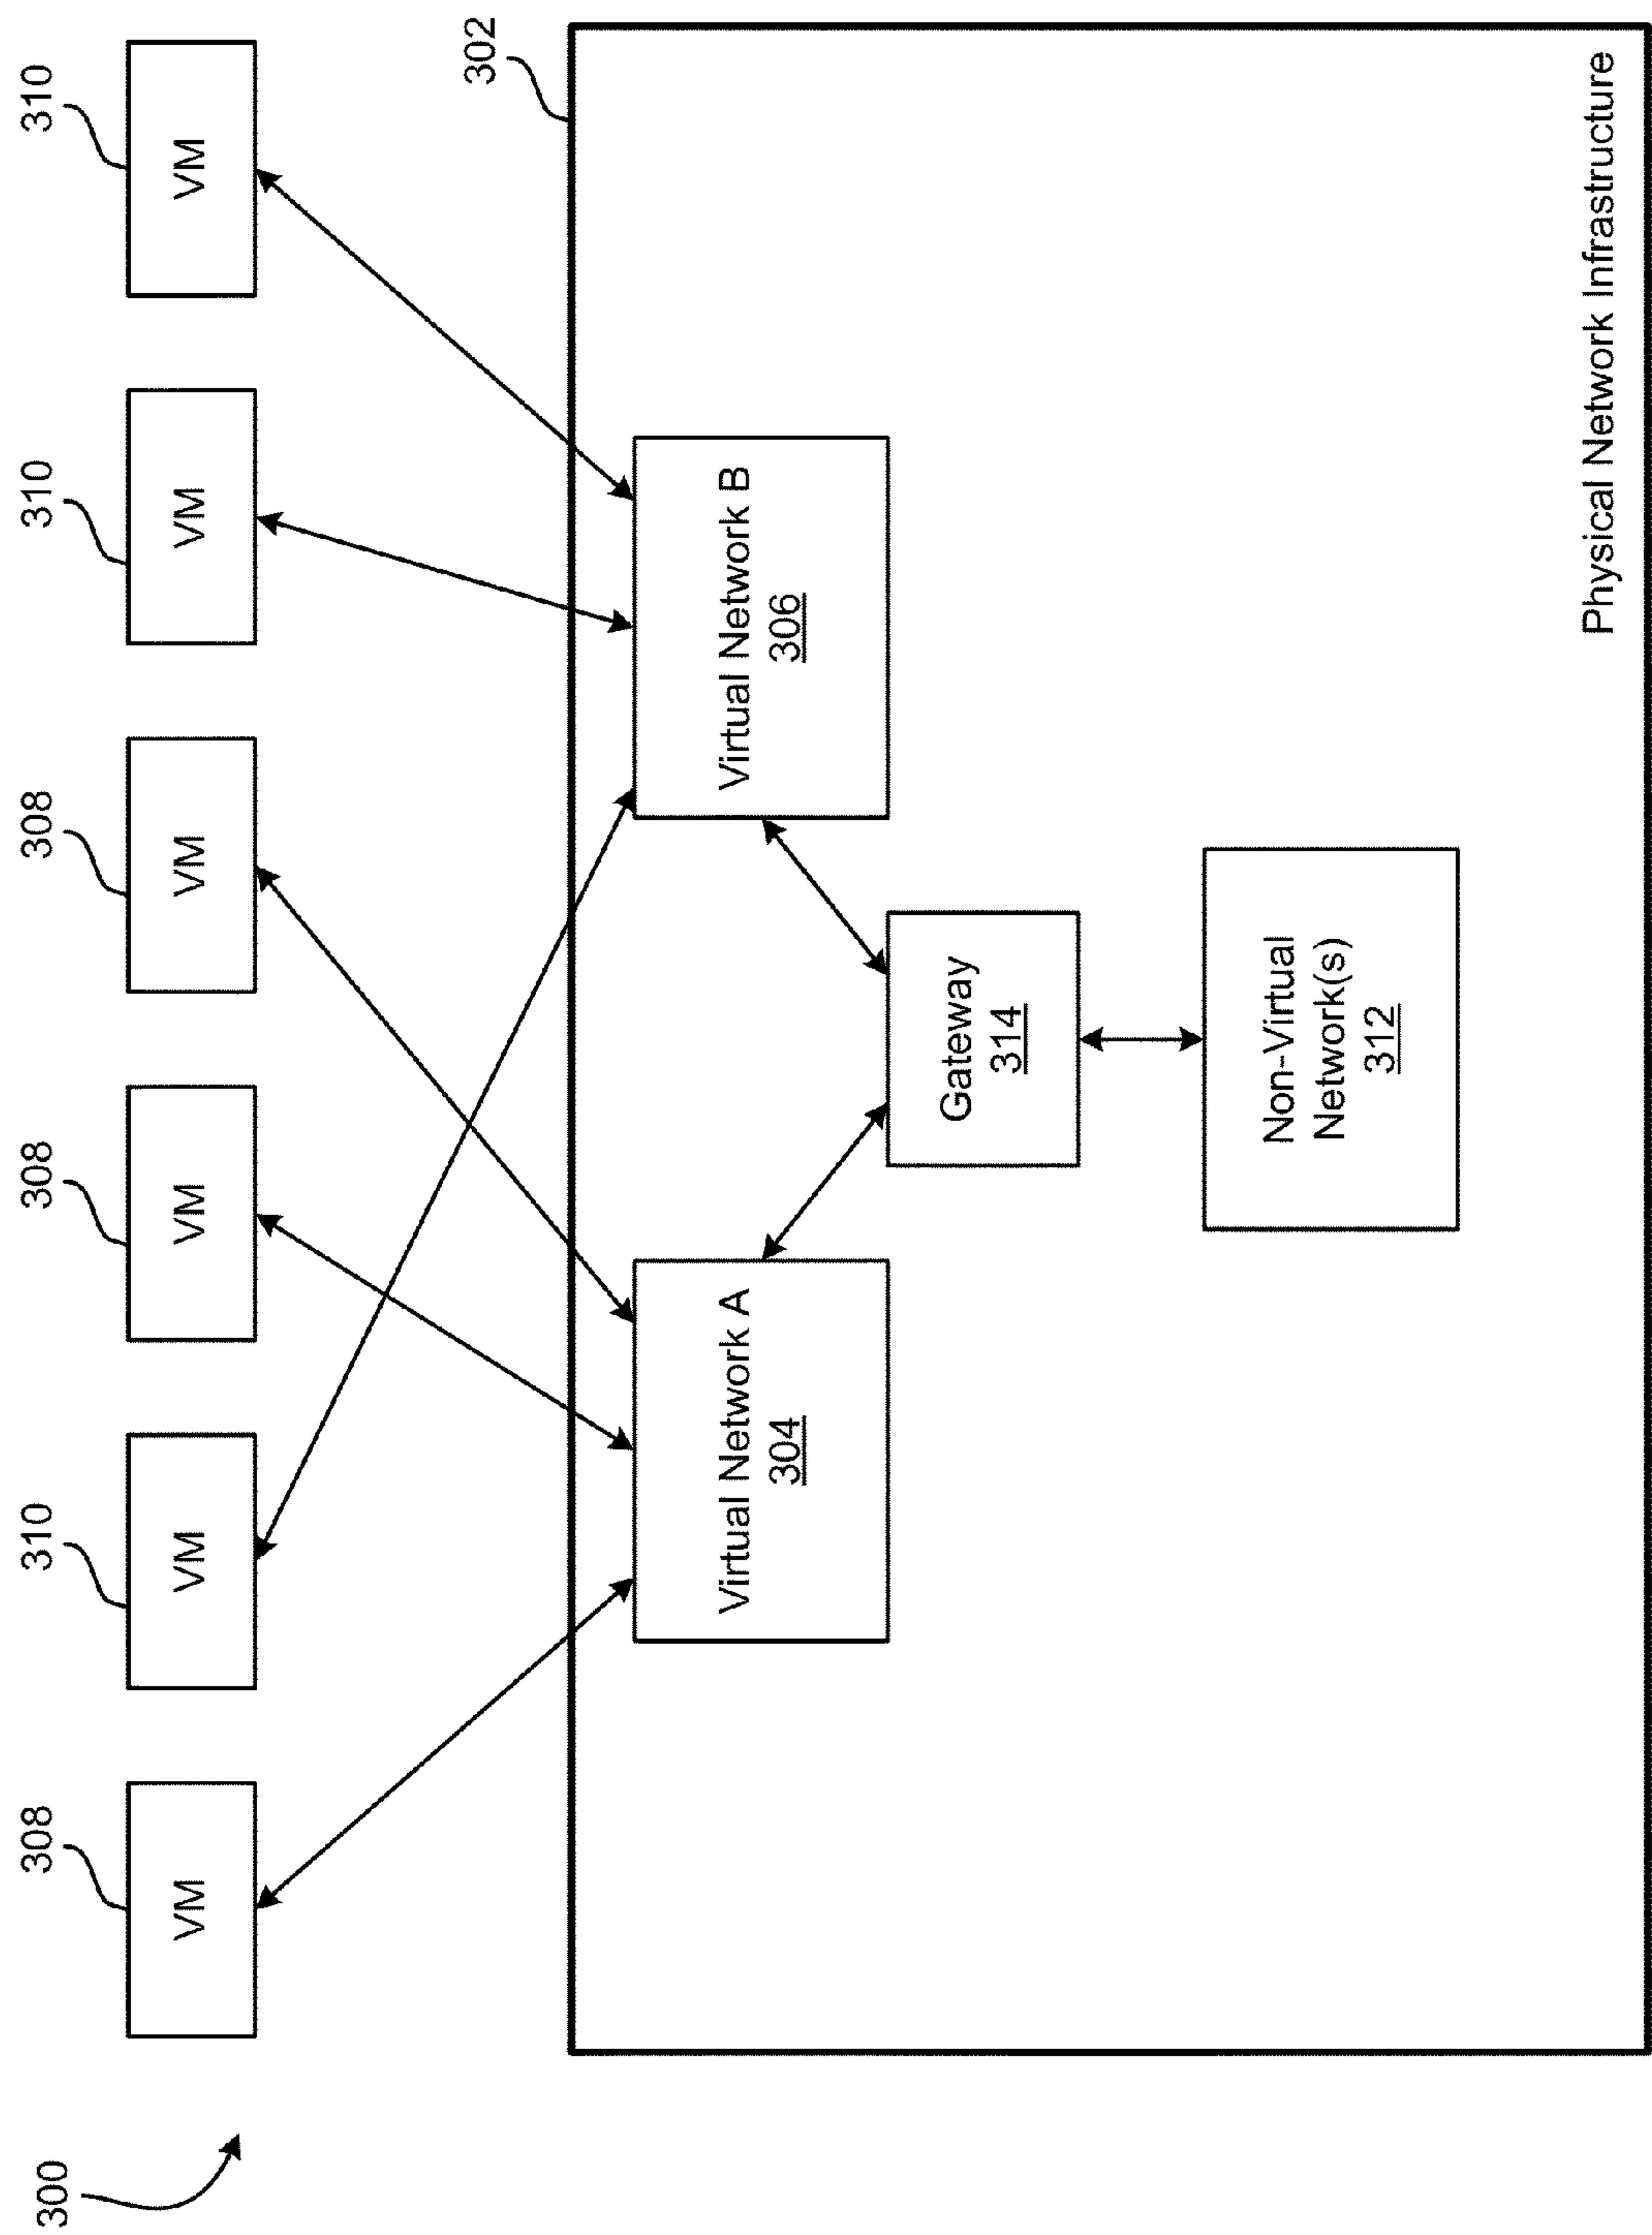 300
308
310
308
308
310
310
VM
VM
VM
VM
VM
VM
302
Virtual Network A
304
Virtual Network B
306
Gateway
314
Non-Virtual
Network(s)
312
Physical Network Infrastructure